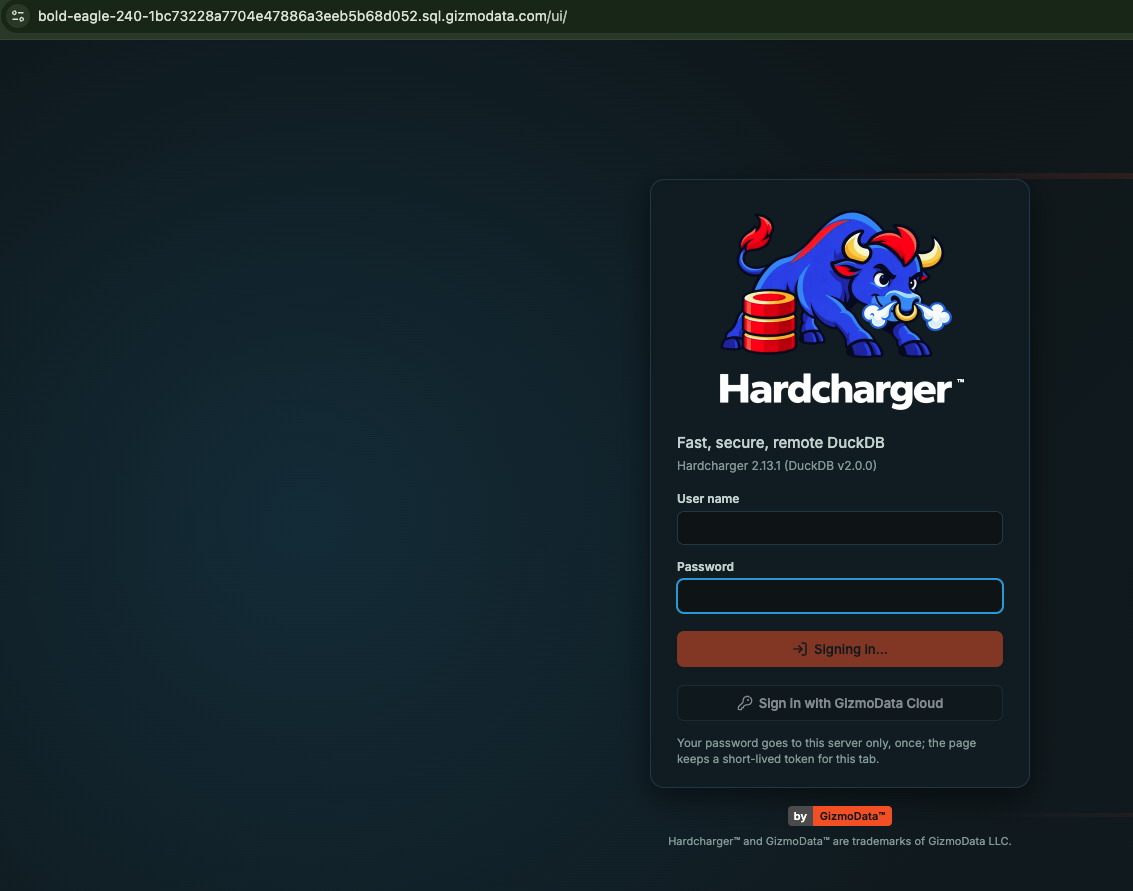 bold-eagle-240-1bc73228a7704e47886a3eeb5b68d052.sql.gizmodata.com/ui/
Hardcharger™
Fast, secure, remote DuckDB
Hardcharger 2.13.1 (DuckDB v2.0.0)
User name
Password
Signing in...
Sign in with GizmoData Cloud
Your password goes to this server only, once; the page
keeps a short-lived token for this tab.
by GizmoData™
Hardcharger™ and GizmoData™ are trademarks of GizmoData LLC.